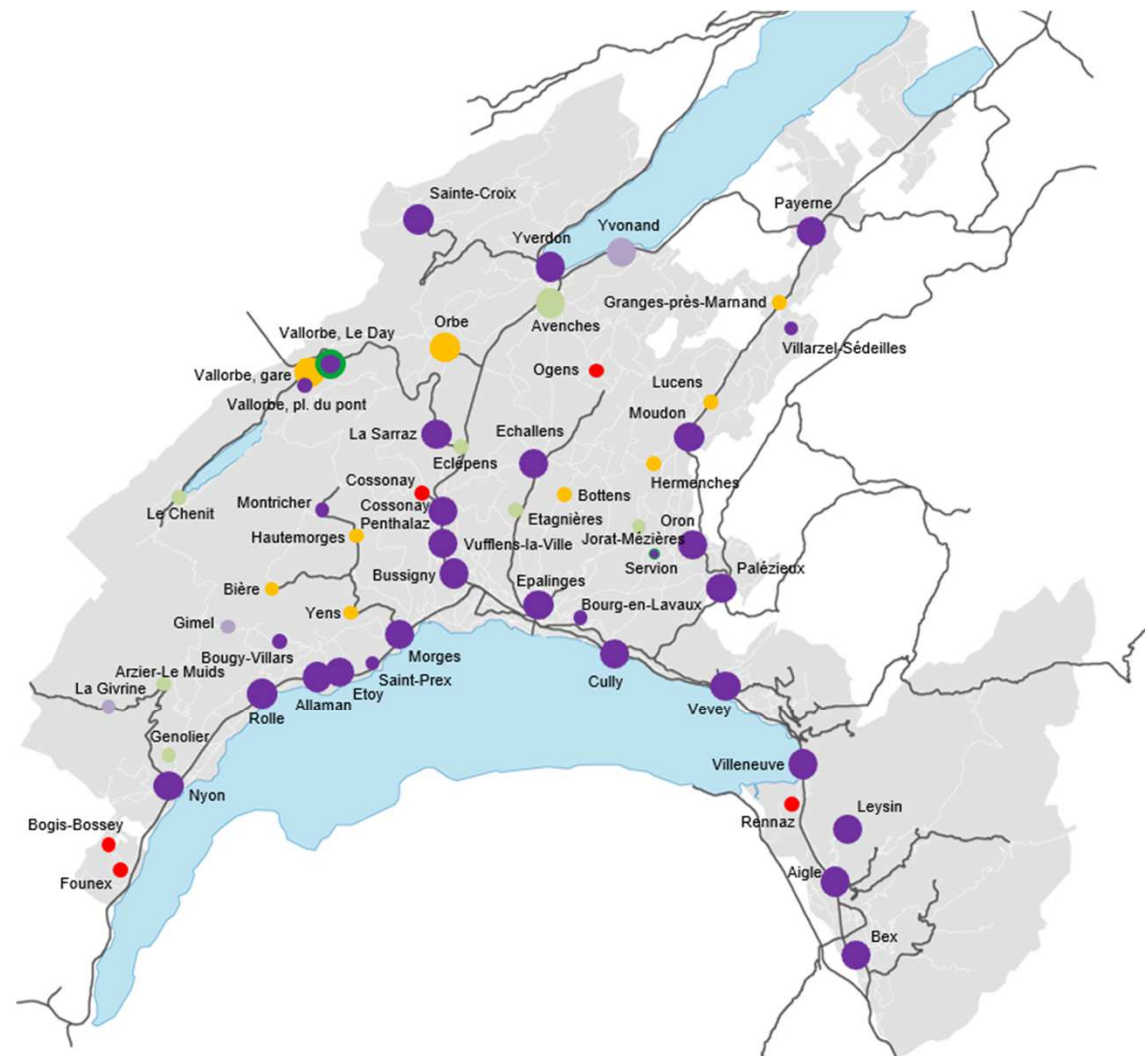 Sainte-Croix
Payerne
Yvonand
Yverdon
Granges-près-Marnand
Avenches
Orbe
Vallorbe, Le Day
Villarzel-Sédeilles
Vallorbe, gare
Ogens
Lucens
Vallorbe, pl. du pont
Moudon
La Sarraz
Echallens
Eclépens
Hermenches
Cossonay
Bottens
Montricher
Cossonay
Penthalaz
Le Chenit
Etagnières
Oron
Hautemorges
Jorat-Mézières
Vufflens-la-Ville
Servion
Palézieux
Bussigny
Epalinges
Bière
Bourg-en-Lavaux
Yens
Gimel
Bougy-Villars
Morges
Arzier-Le Muids
Saint-Prex
Cully
La Givrine
Etoy
Allaman
Rolle
Vevey
Genolier
Villeneuve
Nyon
Leysin
Rennaz
Bogis-Bossey
Aigle
Founex
Bex